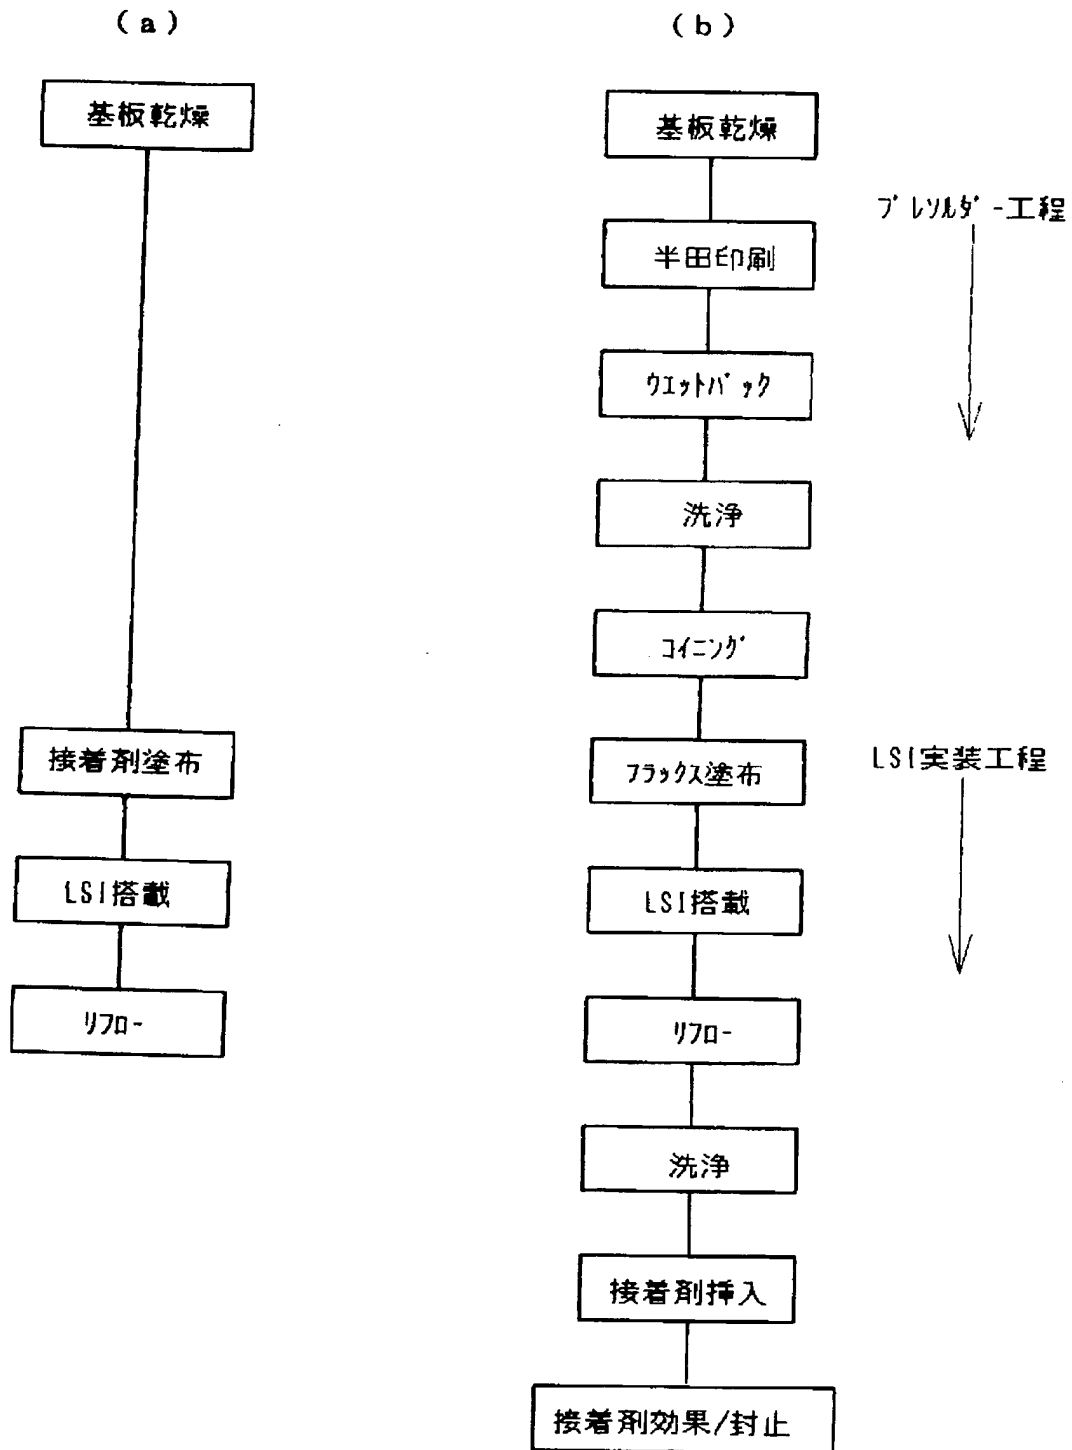 (a)
基板乾燥
接着剤塗布
LSI搭載
リフロー
(b)
基板乾燥
半田印刷
ウエットバック
洗浄
コイニング
フラックス塗布
LSI搭載
リフロー
洗浄
接着剤挿入
接着剤効果/封止
プレソルダー工程
LSI実装工程